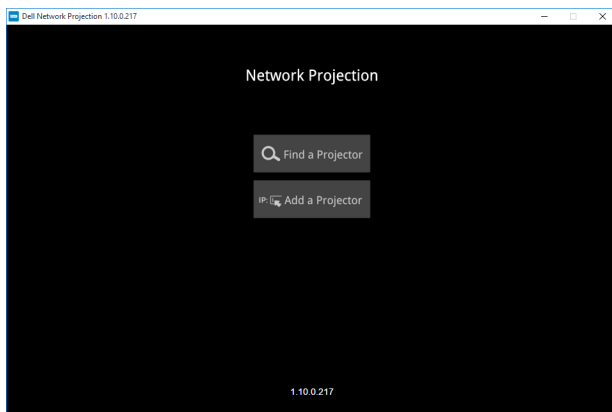 Dell Network Projection 1.10.0.217
Network Projection
Find a Projector
IP: Add a Projector
1.10.0.217